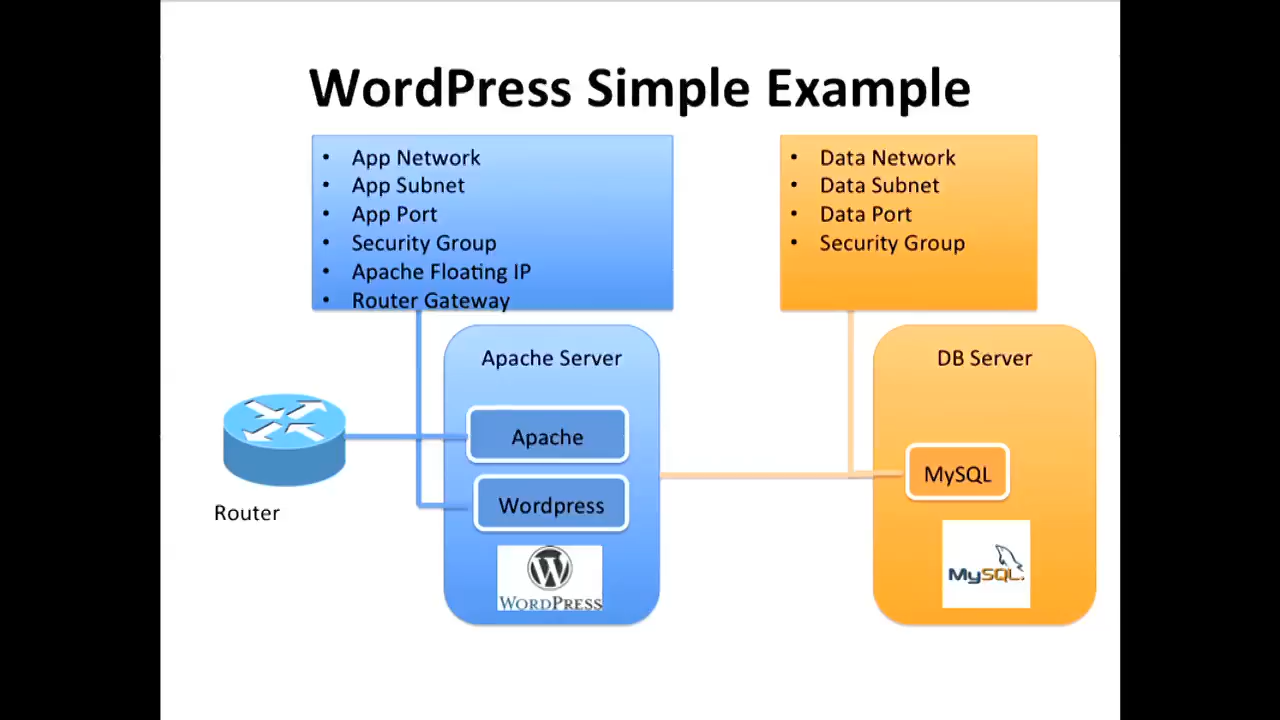 WordPress Simple Example
• App Network
• App Subnet
• App Port
• Security Group
• Apache Floating IP
• Router Gateway
• Data Network
• Data Subnet
• Data Port
• Security Group
Apache Server
Apache
Wordpress
W
WORDPRESS
Router
DB Server
MySQL
MySQL.